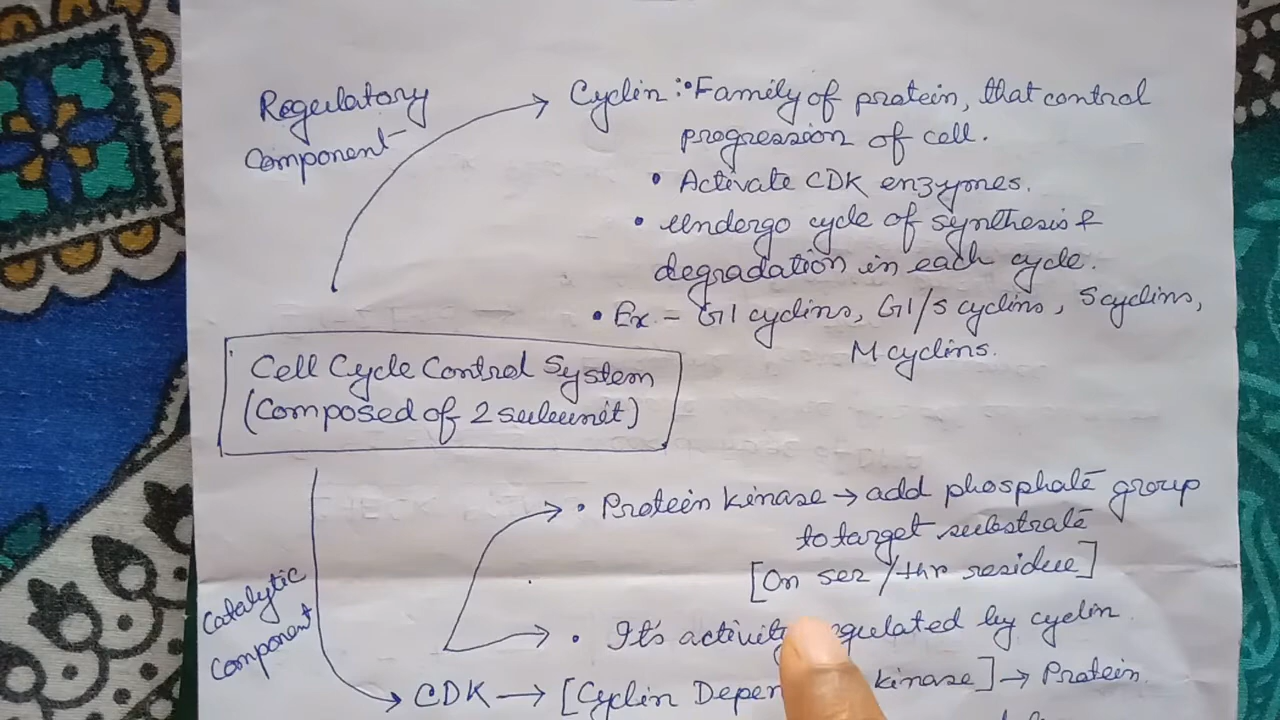 Regulatory
Component
Cyclin :• Family of protein, that control
progression of cell.
• Activate CDK enzymes.
• Undergo cycle of synthesis &
degradation in each cycle.
• Ex - G1 cyclins, G1/S cyclins, S cyclins,
M cyclins.
Cell Cycle Control System
(Composed of 2 subunit)
• Protein kinase → add phosphate group
to target substrate
[On ser / thr residue]
• It's activity regulated by cyclin
Catalytic
Component
CDK → [Cyclin kinase] → Protein